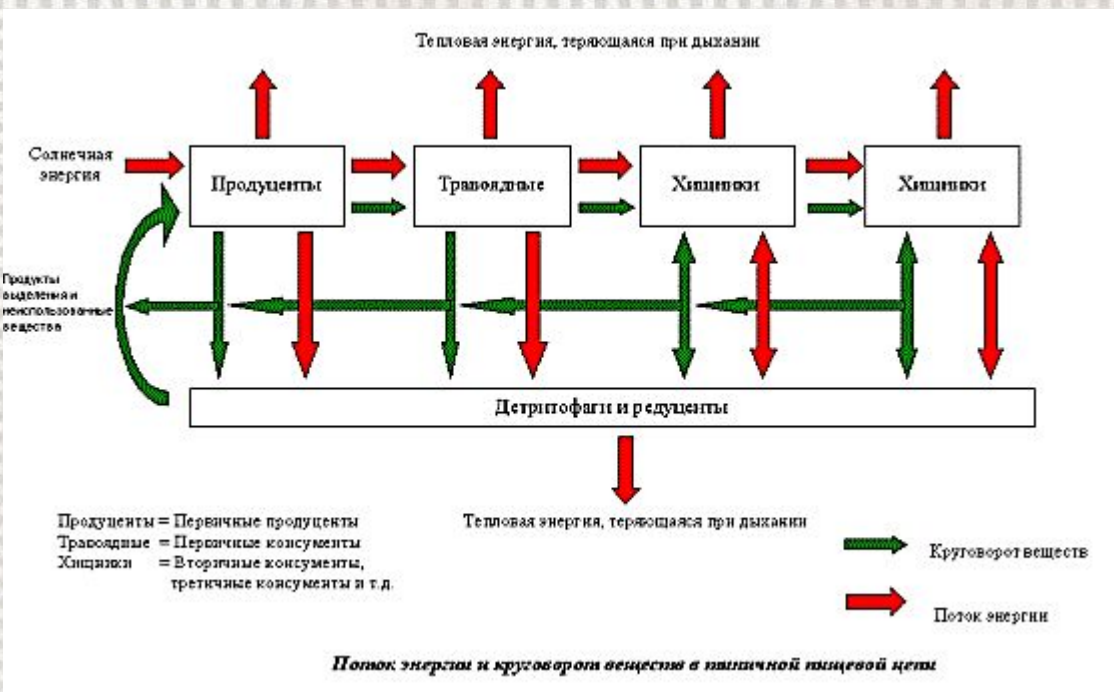 Тепловая энергия, теряющаяся при дыхании
Солнечная
энергия
Продуценты
Травоядные
Хищники
Хищники
Продукты
выделения и
неиспользованные
вещества
Детритофаги и редуценты
Тепловая энергия, теряющаяся при дыхании
Продуценты = Первичные продуценты
Травоядные = Первичные консументы
Хищники = Вторичные консументы,
третичные консументы и т.д.
Круговорот веществ
Поток энергии
Поток энергии и круговорот веществ в типичной пищевой цепи